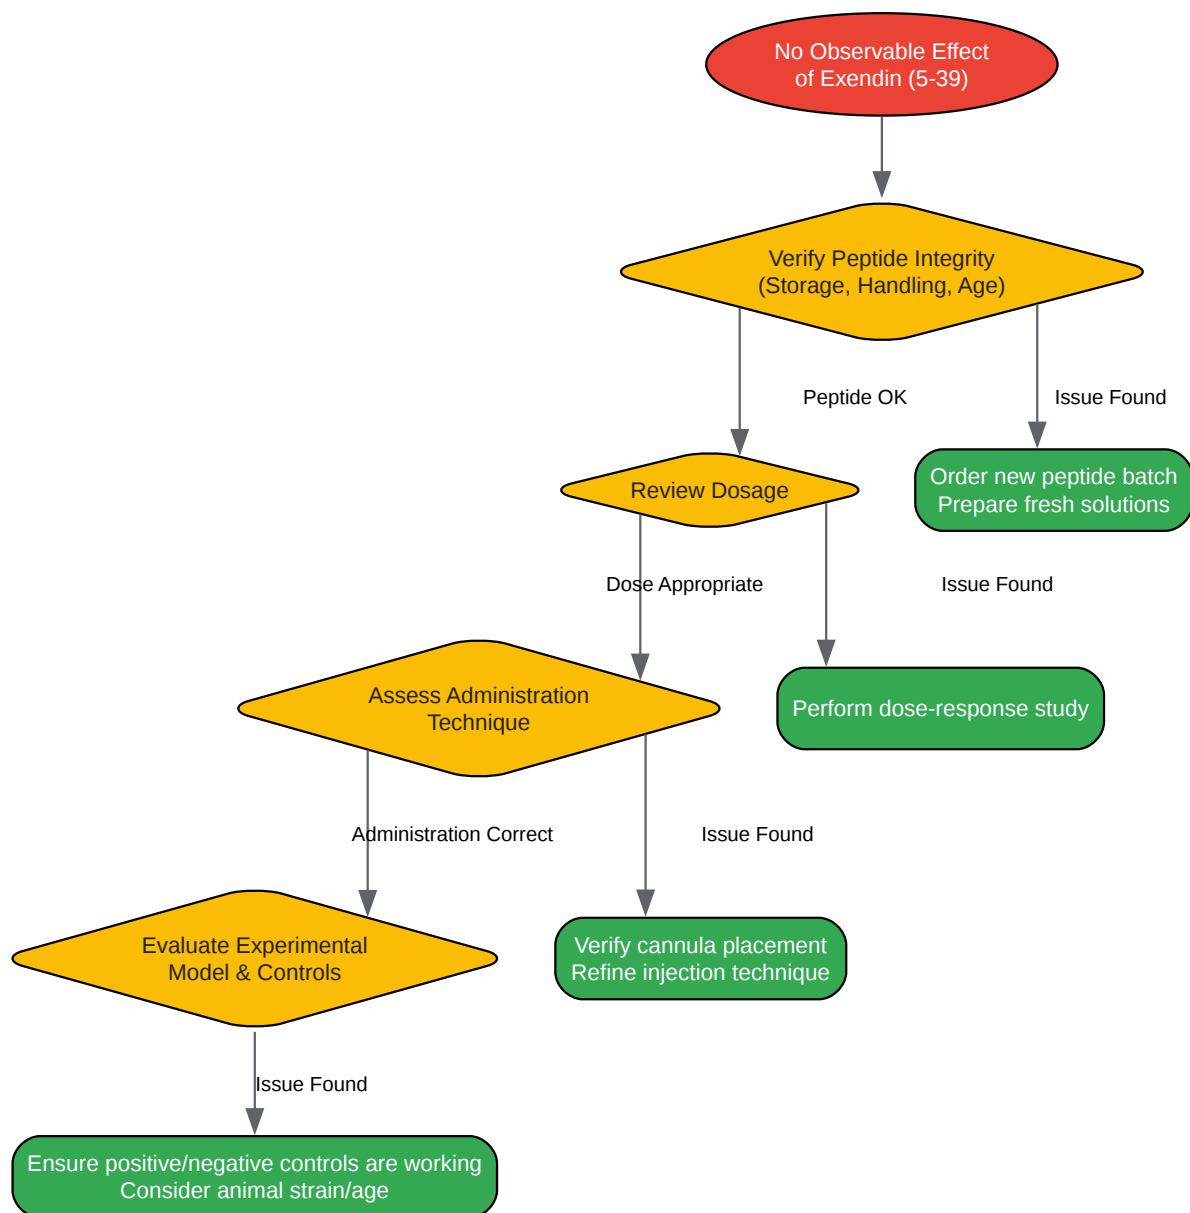 No Observable Effect
of Exendin (5-39)
Verify Peptide Integrity
(Storage, Handling, Age)
Peptide OK
Issue Found
Order new peptide batch
Prepare fresh solutions
Review Dosage
Dose Appropriate
Issue Found
Assess Administration
Technique
Perform dose-response study
Administration Correct
Issue Found
Evaluate Experimental
Model & Controls
Verify cannula placement
Refine injection technique
Issue Found
Ensure positive/negative controls are working
Consider animal strain/age